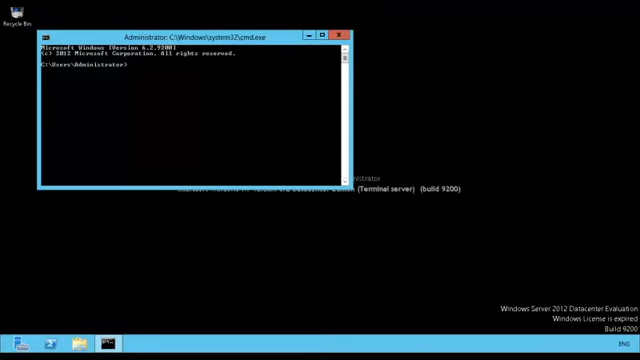 Recycle Bin
Administrator: C:\Windows\system32\cmd.exe
Microsoft Windows [Version 6.2.9200]
(c) 2012 Microsoft Corporation. All rights reserved.
C:\Users\Administrator>
nistrator
(Terminal server) (build 9200)
Windows Server 2012 Datacenter Evaluation
Windows License is expired
Build 9200
ENG